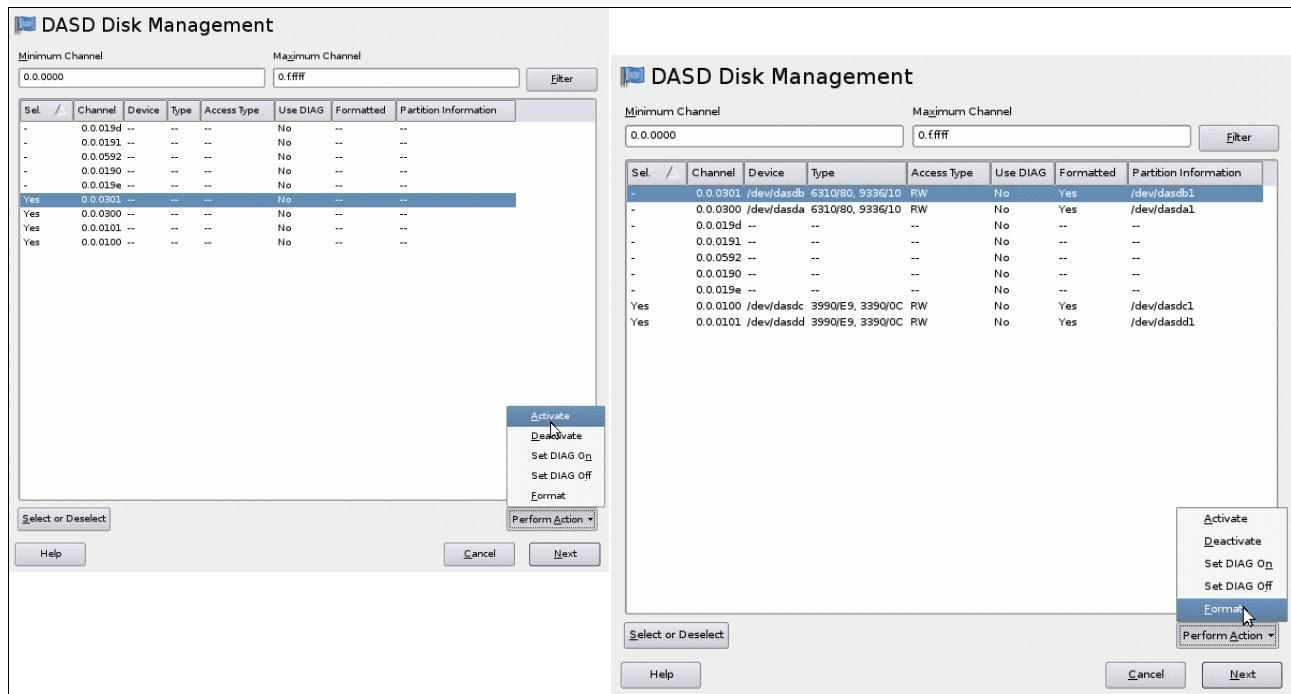 DASD Disk Management
Minimum Channel Maximum Channel
0.0.0000 0.f.ffff Filter
Sel. Channel Device Type Access Type Use DIAG Formatted Partition Information
- 0.0.019d -- -- -- No -- --
- 0.0.0191 -- -- -- No -- --
- 0.0.0592 -- -- -- No -- --
- 0.0.0190 -- -- -- No -- --
- 0.0.019e -- -- -- No -- --
Yes 0.0.0301 -- -- -- No -- --
Yes 0.0.0300 -- -- -- No -- --
Yes 0.0.0101 -- -- -- No -- --
Yes 0.0.0100 -- -- -- No -- --
Activate
Deactivate
Set DIAG On
Set DIAG Off
Format
Select or Deselect Perform Action
Help Cancel Next
DASD Disk Management
Minimum Channel Maximum Channel
0.0.0000 0.f.ffff Filter
Sel. Channel Device Type Access Type Use DIAG Formatted Partition Information
- 0.0.0301 /dev/dasdb 6310/80, 9336/10 RW No Yes /dev/dasdb1
- 0.0.0300 /dev/dasda 6310/80, 9336/10 RW No Yes /dev/dasda1
- 0.0.019d -- -- -- No -- --
- 0.0.0191 -- -- -- No -- --
- 0.0.0592 -- -- -- No -- --
- 0.0.0190 -- -- -- No -- --
- 0.0.019e -- -- -- No -- --
Yes 0.0.0100 /dev/dasdc 3990/E9, 3390/0C RW No Yes /dev/dasdc1
Yes 0.0.0101 /dev/dasdd 3990/E9, 3390/0C RW No Yes /dev/dasdd1
Activate
Deactivate
Set DIAG On
Set DIAG Off
Format
Select or Deselect Perform Action
Help Cancel Next